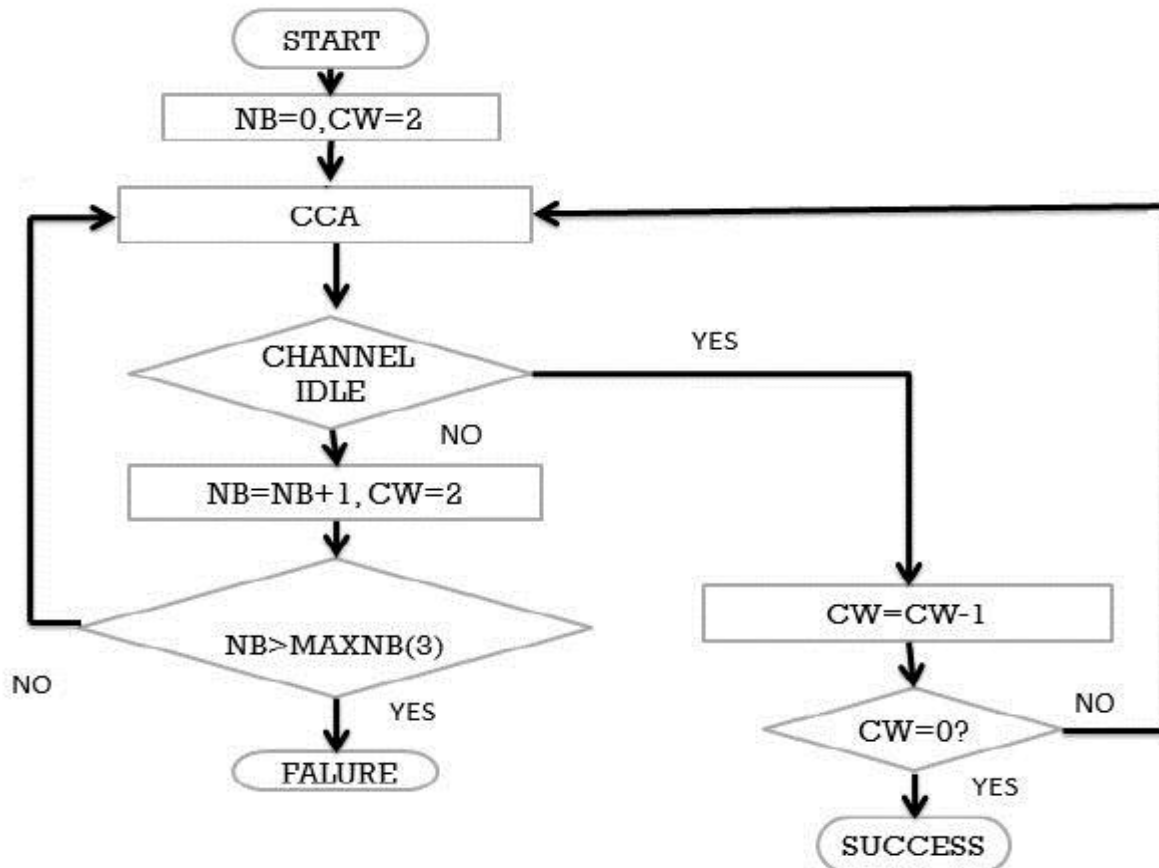 START
NB=0,CW=2
CCA
CHANNEL
IDLE
YES
NO
NB=NB+1, CW=2
NB>MAXNB(3)
NO
YES
FALURE
CW=CW-1
CW=0?
NO
YES
SUCCESS